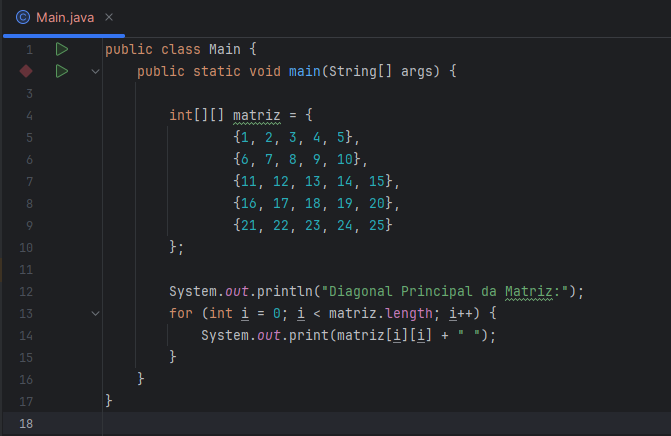 Main.java
1 public class Main {
public static void main(String[] args) {
3
4 int[][] matriz = {
5 {1, 2, 3, 4, 5},
6 {6, 7, 8, 9, 10},
7 {11, 12, 13, 14, 15},
8 {16, 17, 18, 19, 20},
9 {21, 22, 23, 24, 25}
10 };
11
12 System.out.println("Diagonal Principal da Matriz:");
13 for (int i = 0; i < matriz.length; i++) {
14 System.out.print(matriz[i][i] + " ");
15 }
16 }
17 }
18